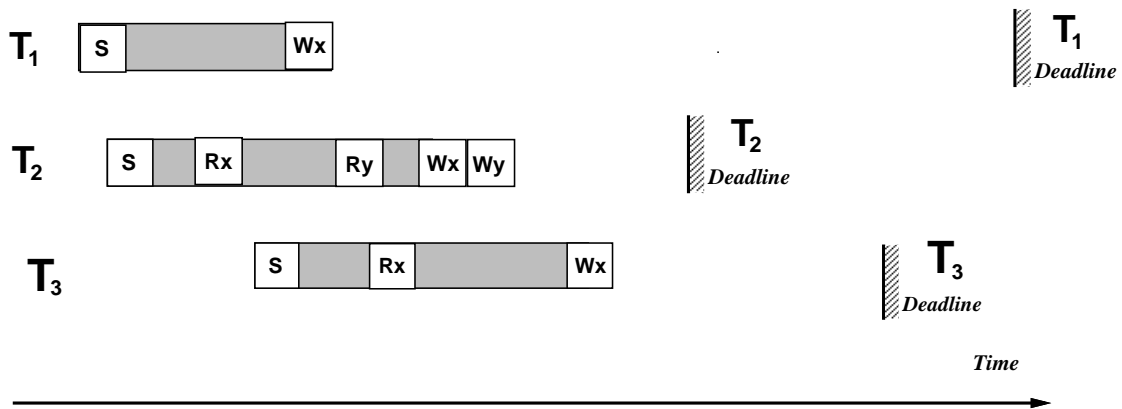 T1
S
Wx
T1
Deadline
T2
S
Rx
Ry
Wx
Wy
T2
Deadline
T3
S
Rx
Wx
T3
Deadline
Time